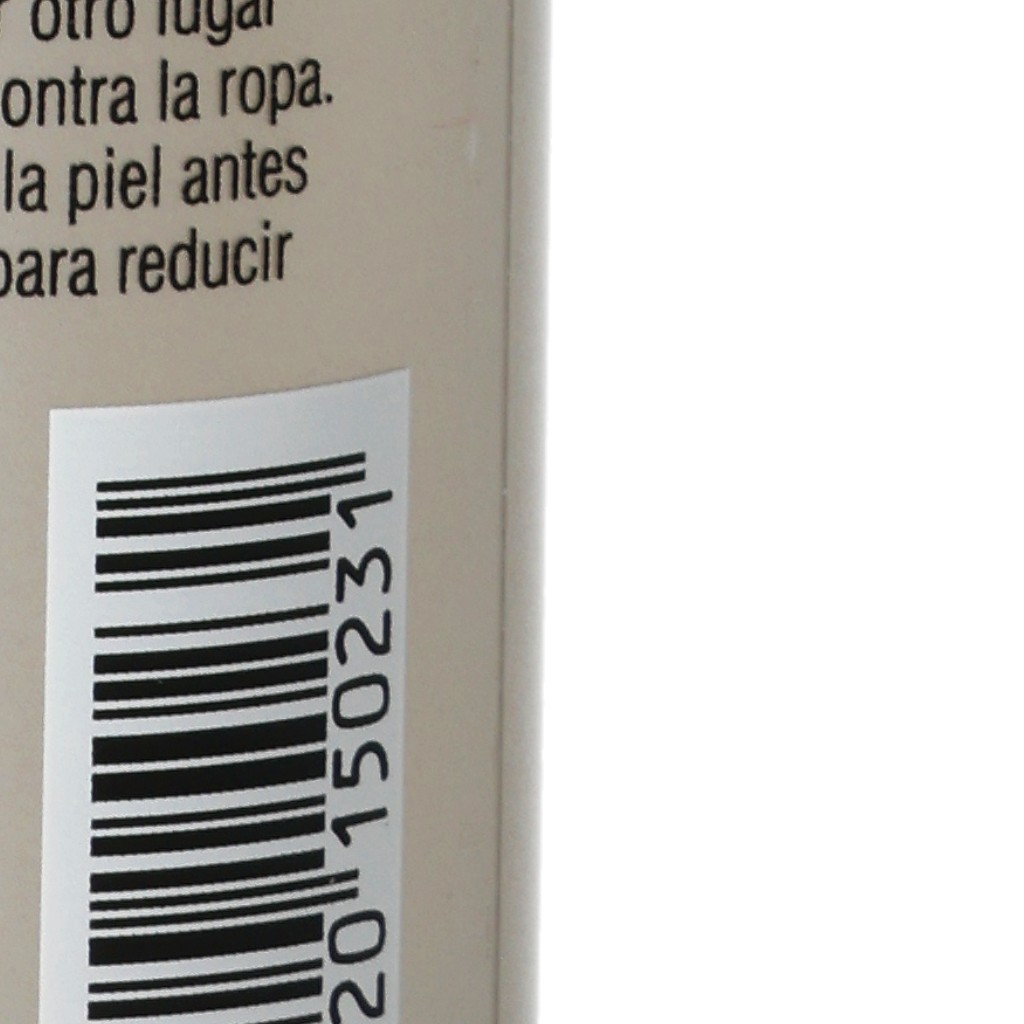 otro lugar
ontra la ropa.
la piel antes
para reducir
20 150231